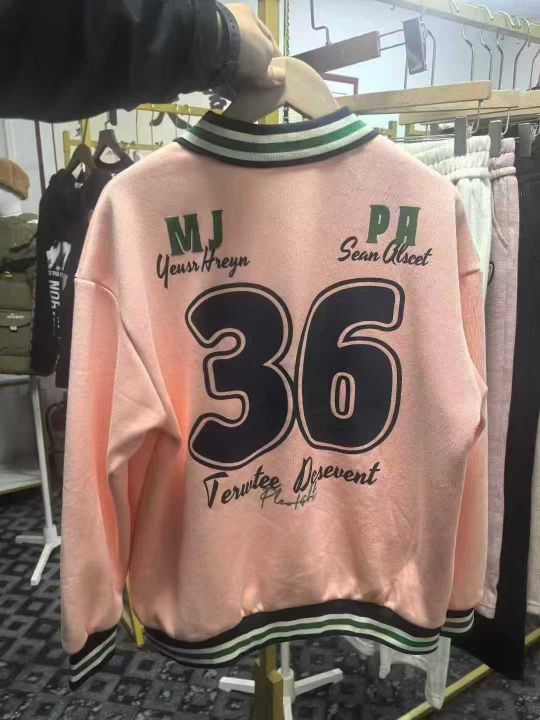 MJ PA
Yeusr Hreyn Sean Alscet
36
Terwtee Desevent